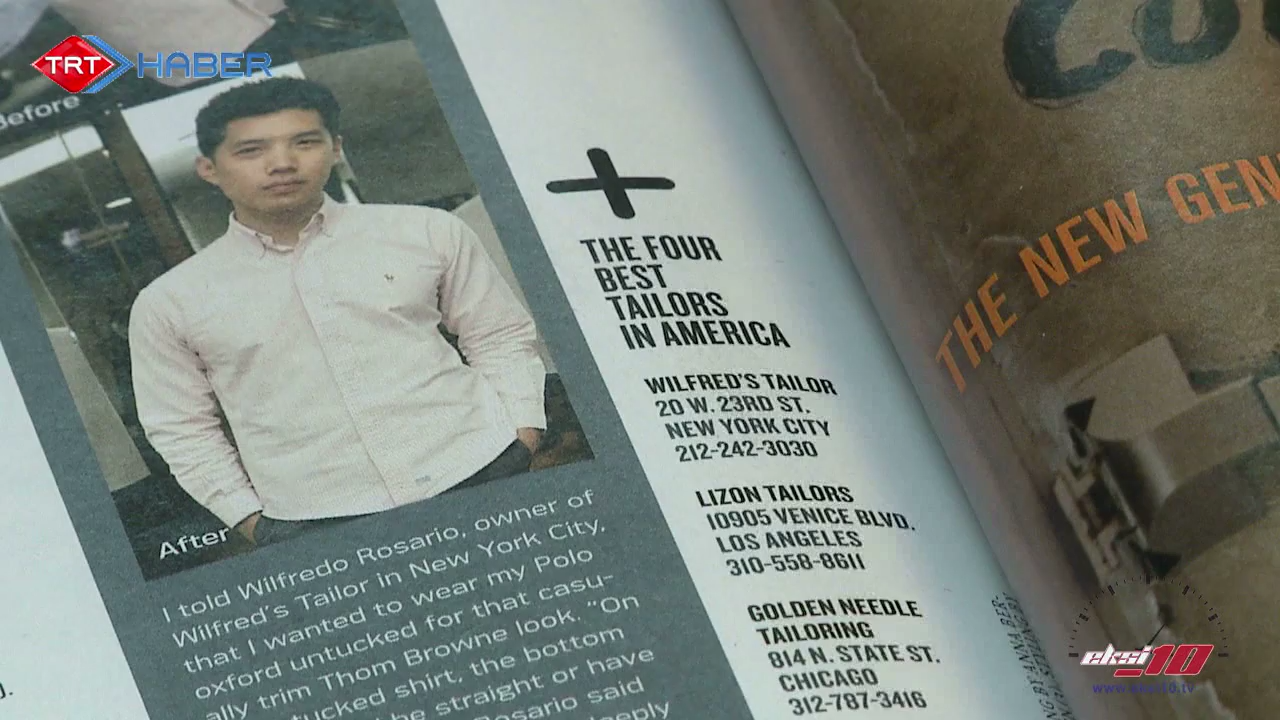 TRT HABER
Before
After
I told Wilfredo Rosario, owner of
Wilfred's Tailor in New York City,
that I wanted to wear my Polo
oxford untucked for that casu-
ally trim Thom Browne look. "On
tucked shirt, the bottom
be straight or have
Rosario said
deeply
THE FOUR
BEST
TAILORS
IN AMERICA
WILFRED'S TAILOR
20 W. 23RD ST.
NEW YORK CITY
212-242-3030
LIZON TAILORS
10905 VENICE BLVD.
LOS ANGELES
310-558-8611
GOLDEN NEEDLE
TAILORING
814 N. STATE ST.
CHICAGO
312-787-3416
THE NEW GEN
eksi10
www.eksi10.tv